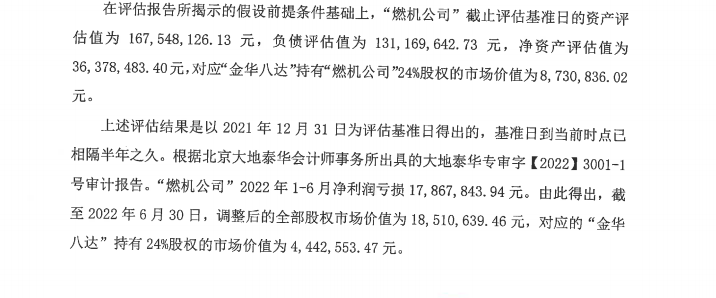 在评估报告所揭示的假设前提条件基础上，“燃机公司”截止评估基准日的资产评
估值为 167,548,126.13 元，负债评估值为 131,169,642.73 元，净资产评估值为
36,378,483.40 元，对应“金华八达”持有“燃机公司”24%股权的市场价值为 8,730,836.02
元。
上述评估结果是以 2021 年 12 月 31 日为评估基准日得出的，基准日到当前时点已
相隔半年之久。根据北京大地泰华会计师事务所出具的大地泰华专审字【2022】3001-1
号审计报告。“燃机公司”2022 年 1-6 月净利润亏损 17,867,843.94 元。由此得出，截
至 2022 年 6 月 30 日，调整后的全部股权市场价值为 18,510,639.46 元，对应的“金华
八达”持有 24%股权的市场价值为 4,442,553.47 元。